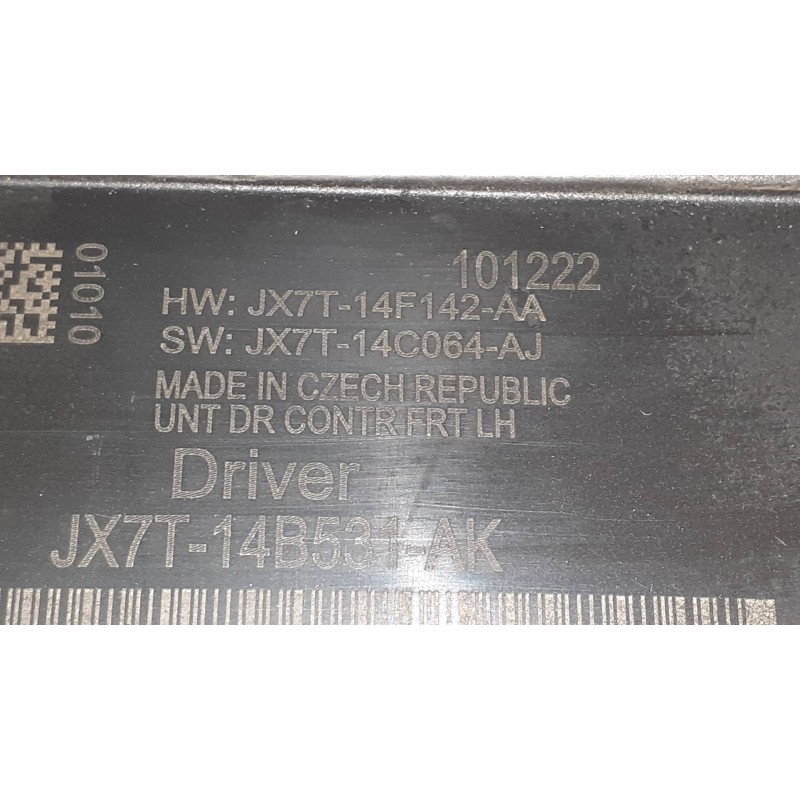 01010
101222
HW: JX7T-14F142-AA
SW: JX7T-14C064-AJ
MADE IN CZECH REPUBLIC
UNT DR CONTR FRT LH
Driver
JX7T-14B531-AK